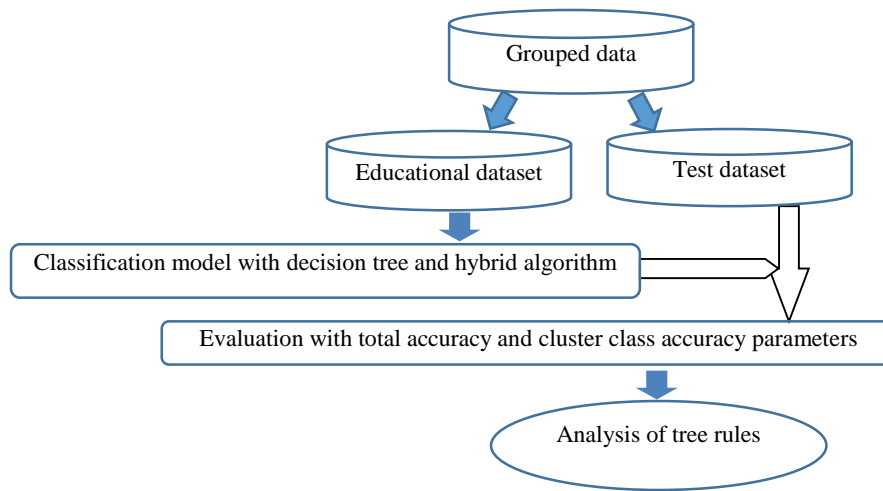 Grouped data
Educational dataset
Test dataset
Classification model with decision tree and hybrid algorithm
Evaluation with total accuracy and cluster class accuracy parameters
Analysis of tree rules